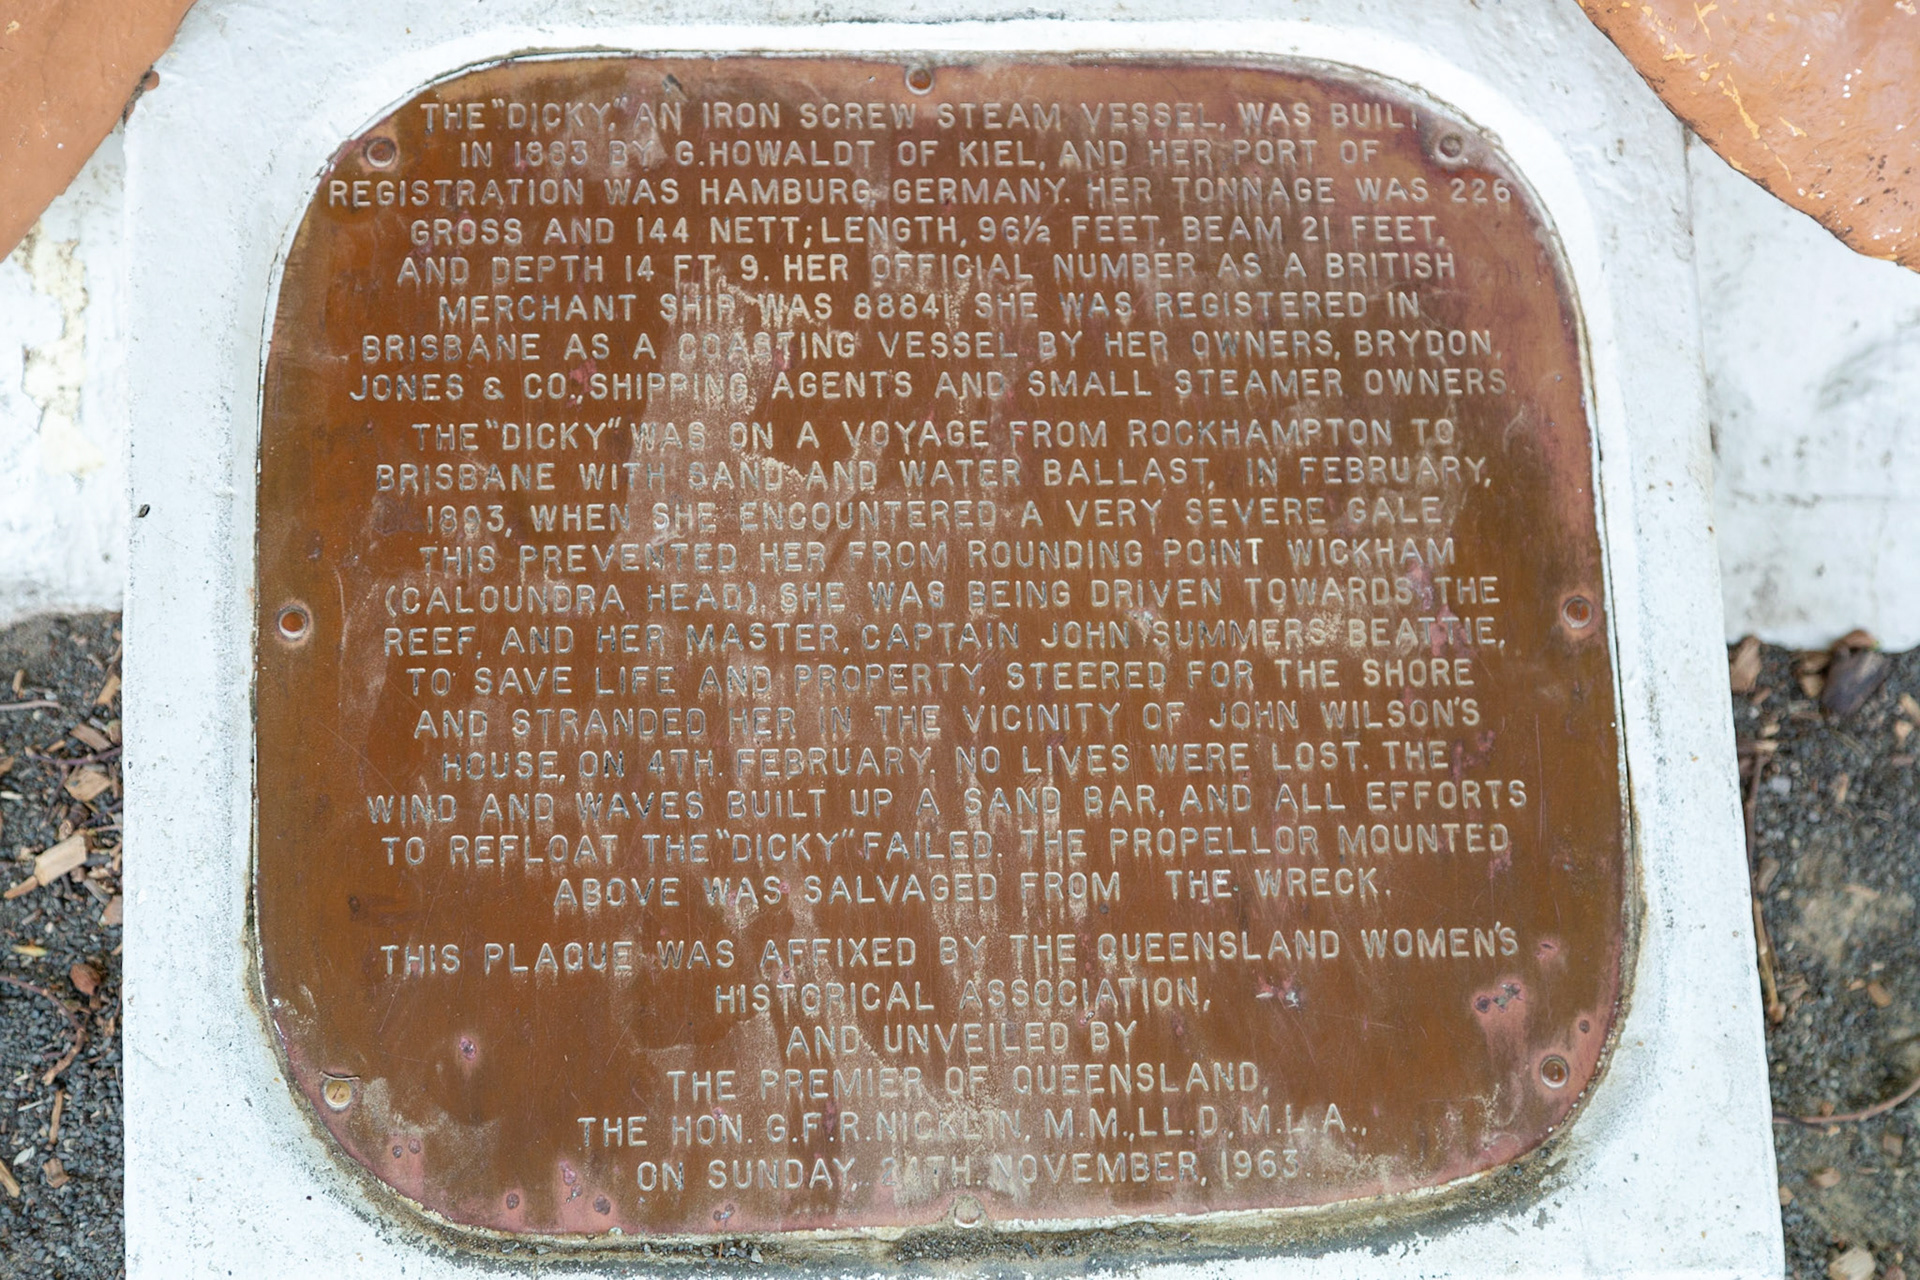 THE "DICKY," AN IRON SCREW STEAM VESSEL, WAS BUILT
IN 1883 BY G.HOWALDT OF KIEL, AND HER PORT OF
REGISTRATION WAS HAMBURG, GERMANY. HER TONNAGE WAS 226
GROSS AND 144 NETT; LENGTH, 96½ FEET, BEAM 21 FEET,
AND DEPTH 14 FT. 9. HER OFFICIAL NUMBER AS A BRITISH
MERCHANT SHIP WAS 88841. SHE WAS REGISTERED IN
BRISBANE AS A COASTING VESSEL BY HER OWNERS, BRYDON,
JONES & CO., SHIPPING AGENTS AND SMALL STEAMER OWNERS.
THE "DICKY" WAS ON A VOYAGE FROM ROCKHAMPTON TO
BRISBANE WITH SAND AND WATER BALLAST, IN FEBRUARY,
1893, WHEN SHE ENCOUNTERED A VERY SEVERE GALE.
THIS PREVENTED HER FROM ROUNDING POINT WICKHAM
(CALOUNDRA HEAD) SHE WAS BEING DRIVEN TOWARDS THE
REEF, AND HER MASTER, CAPTAIN JOHN SUMMERS BEATTIE,
TO SAVE LIFE AND PROPERTY, STEERED FOR THE SHORE
AND STRANDED HER IN THE VICINITY OF JOHN WILSON'S
HOUSE, ON 4TH. FEBRUARY. NO LIVES WERE LOST. THE
WIND AND WAVES BUILT UP A SAND BAR, AND ALL EFFORTS
TO REFLOAT THE "DICKY" FAILED. THE PROPELLOR MOUNTED
ABOVE WAS SALVAGED FROM THE WRECK.
THIS PLAQUE WAS AFFIXED BY THE QUEENSLAND WOMEN'S
HISTORICAL ASSOCIATION,
AND UNVEILED BY
THE PREMIER OF QUEENSLAND,
THE HON. G.F.R.NICKLIN, M.M.,LL.D.,M.L.A.,
ON SUNDAY, 24TH. NOVEMBER, 1963.